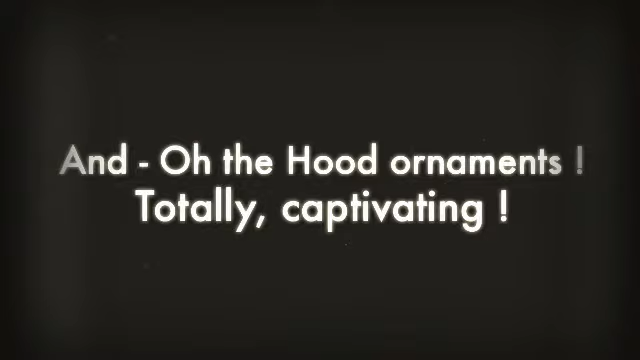 And - Oh the Hood ornaments !
Totally, captivating !